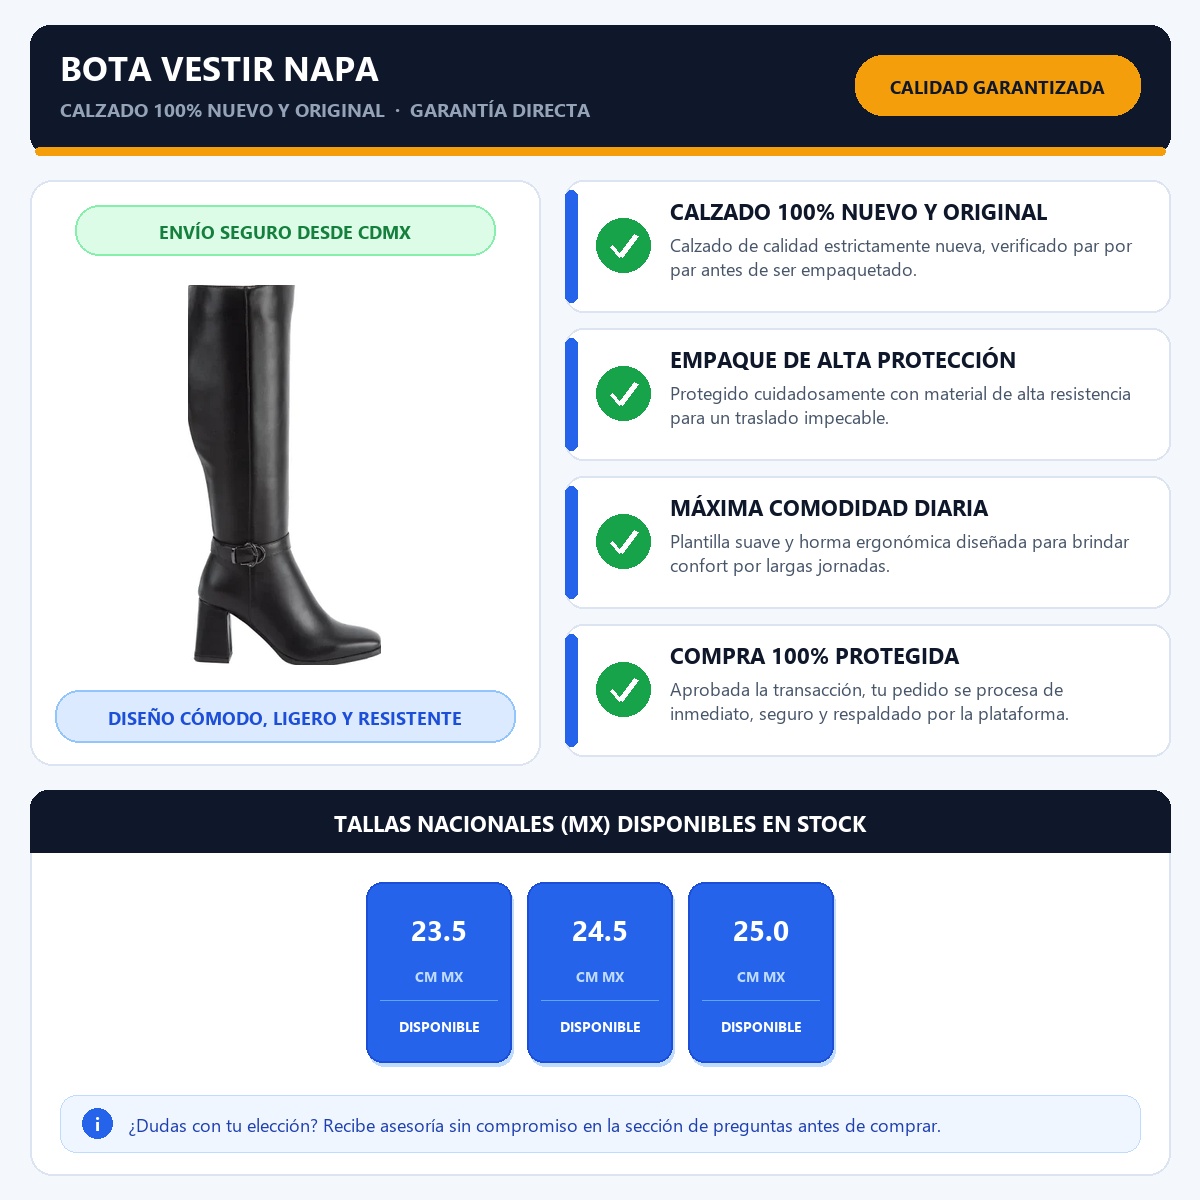 BOTA VESTIR NAPA
CALZADO 100% NUEVO Y ORIGINAL · GARANTÍA DIRECTA
CALIDAD GARANTIZADA
ENVÍO SEGURO DESDE CDMX
DISEÑO CÓMODO, LIGERO Y RESISTENTE
CALZADO 100% NUEVO Y ORIGINAL
Calzado de calidad estrictamente nueva, verificado par por
par antes de ser empaquetado.
EMPAQUE DE ALTA PROTECCIÓN
Protegido cuidadosamente con material de alta resistencia
para un traslado impecable.
MÁXIMA COMODIDAD DIARIA
Plantilla suave y horma ergonómica diseñada para brindar
confort por largas jornadas.
COMPRA 100% PROTEGIDA
Aprobada la transacción, tu pedido se procesa de
inmediato, seguro y respaldado por la plataforma.
TALLAS NACIONALES (MX) DISPONIBLES EN STOCK
23.5
CM MX
DISPONIBLE
24.5
CM MX
DISPONIBLE
25.0
CM MX
DISPONIBLE
i
¿Dudas con tu elección? Recibe asesoría sin compromiso en la sección de preguntas antes de comprar.